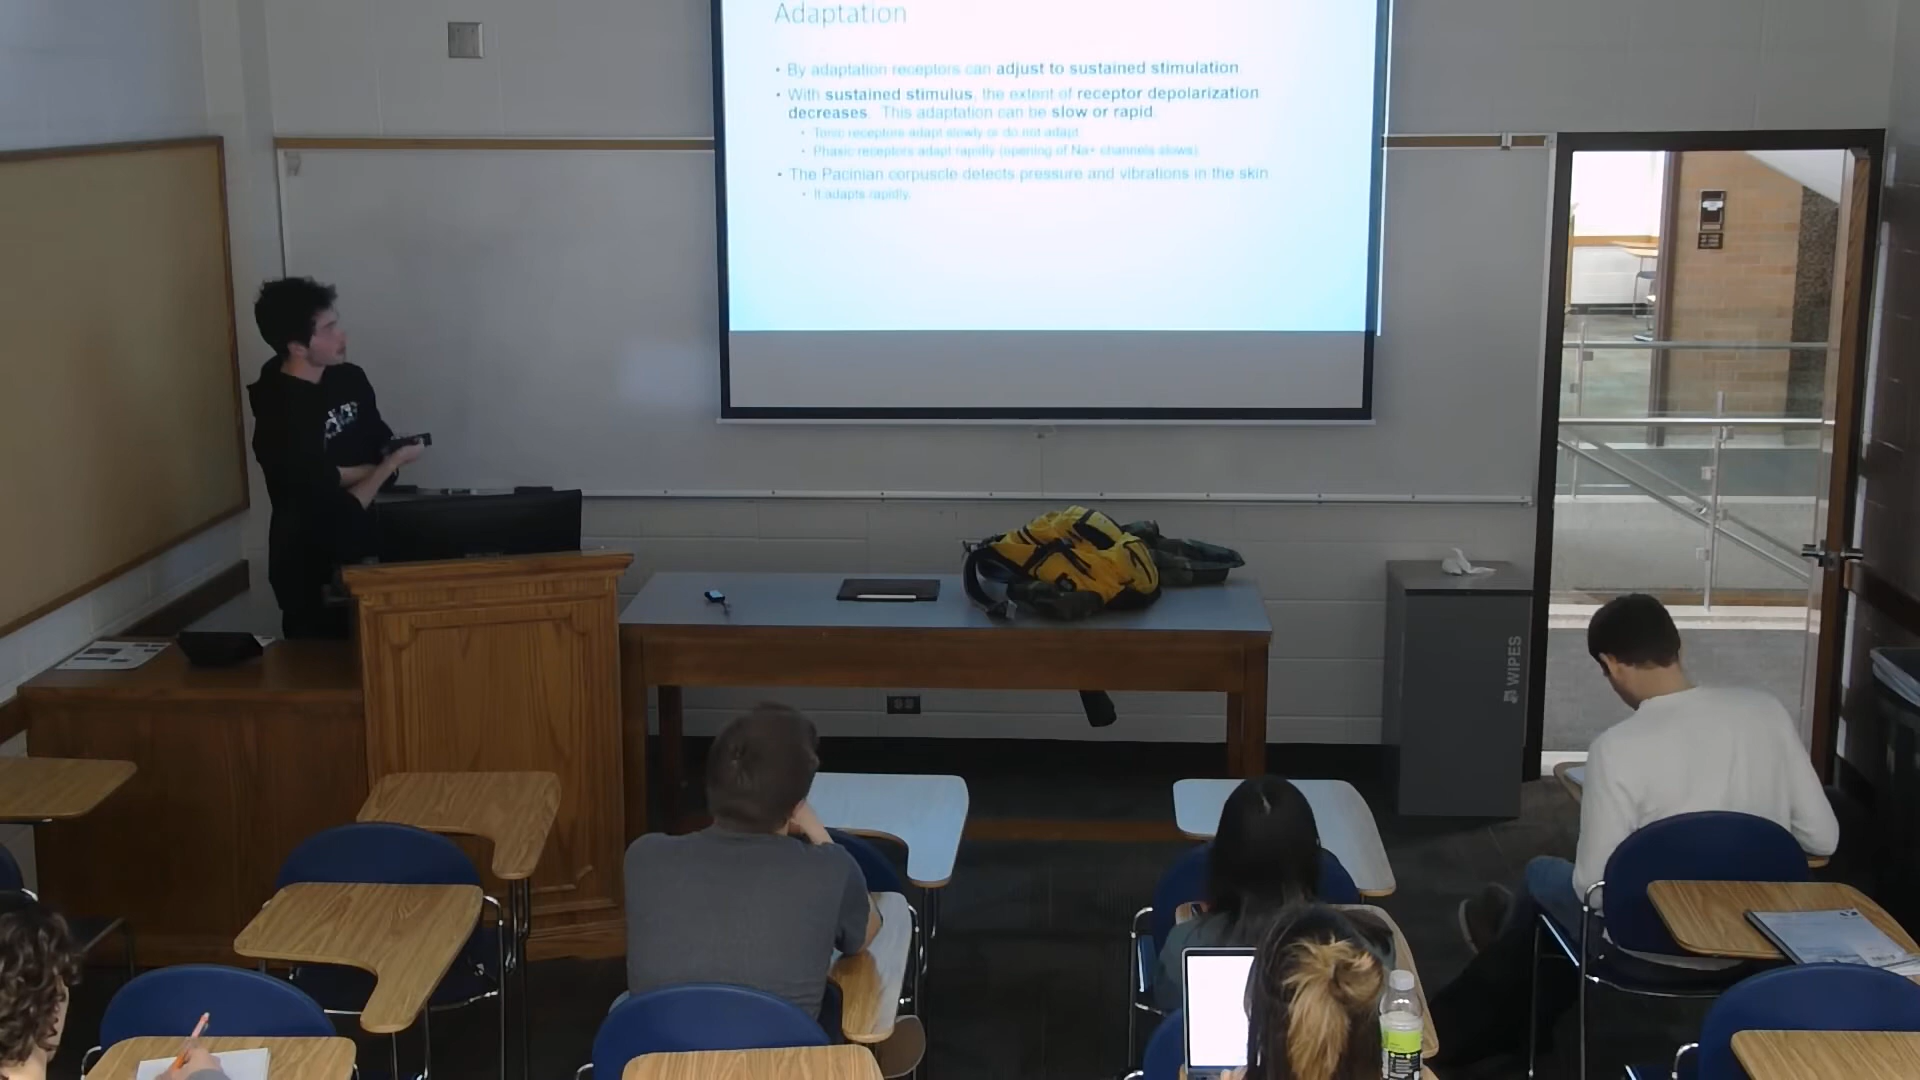 Adaptation
• By adaptation receptors can adjust to sustained stimulation
• With sustained stimulus, the extent of receptor depolarization
decreases. This adaptation can be slow or rapid.
• Tonic receptors adapt slowly or do not adapt
• Phasic receptors adapt rapidly (opening of Na+ channels slows)
• The Pacinian corpuscle detects pressure and vibrations in the skin
• It adapts rapidly.
WIPES